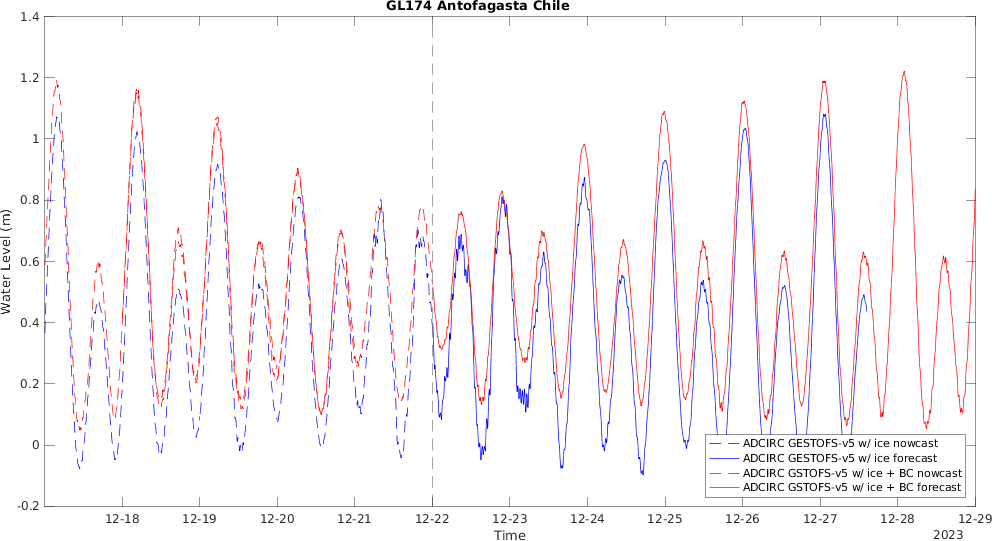 GL174 Antofagasta Chile
Water Level (m)
1.4
1.2
1
0.8
0.6
0.4
0.2
0
-0.2
ADCIRC GESTOFS-v5 w/ ice nowcast
ADCIRC GESTOFS-v5 w/ ice forecast
ADCIRC GSTOFS-v5 w/ ice + BC nowcast
ADCIRC GSTOFS-v5 w/ ice + BC forecast
12-18 12-19 12-20 12-21 12-22 12-23 12-24 12-25 12-26 12-27 12-28 12-29
Time
2023